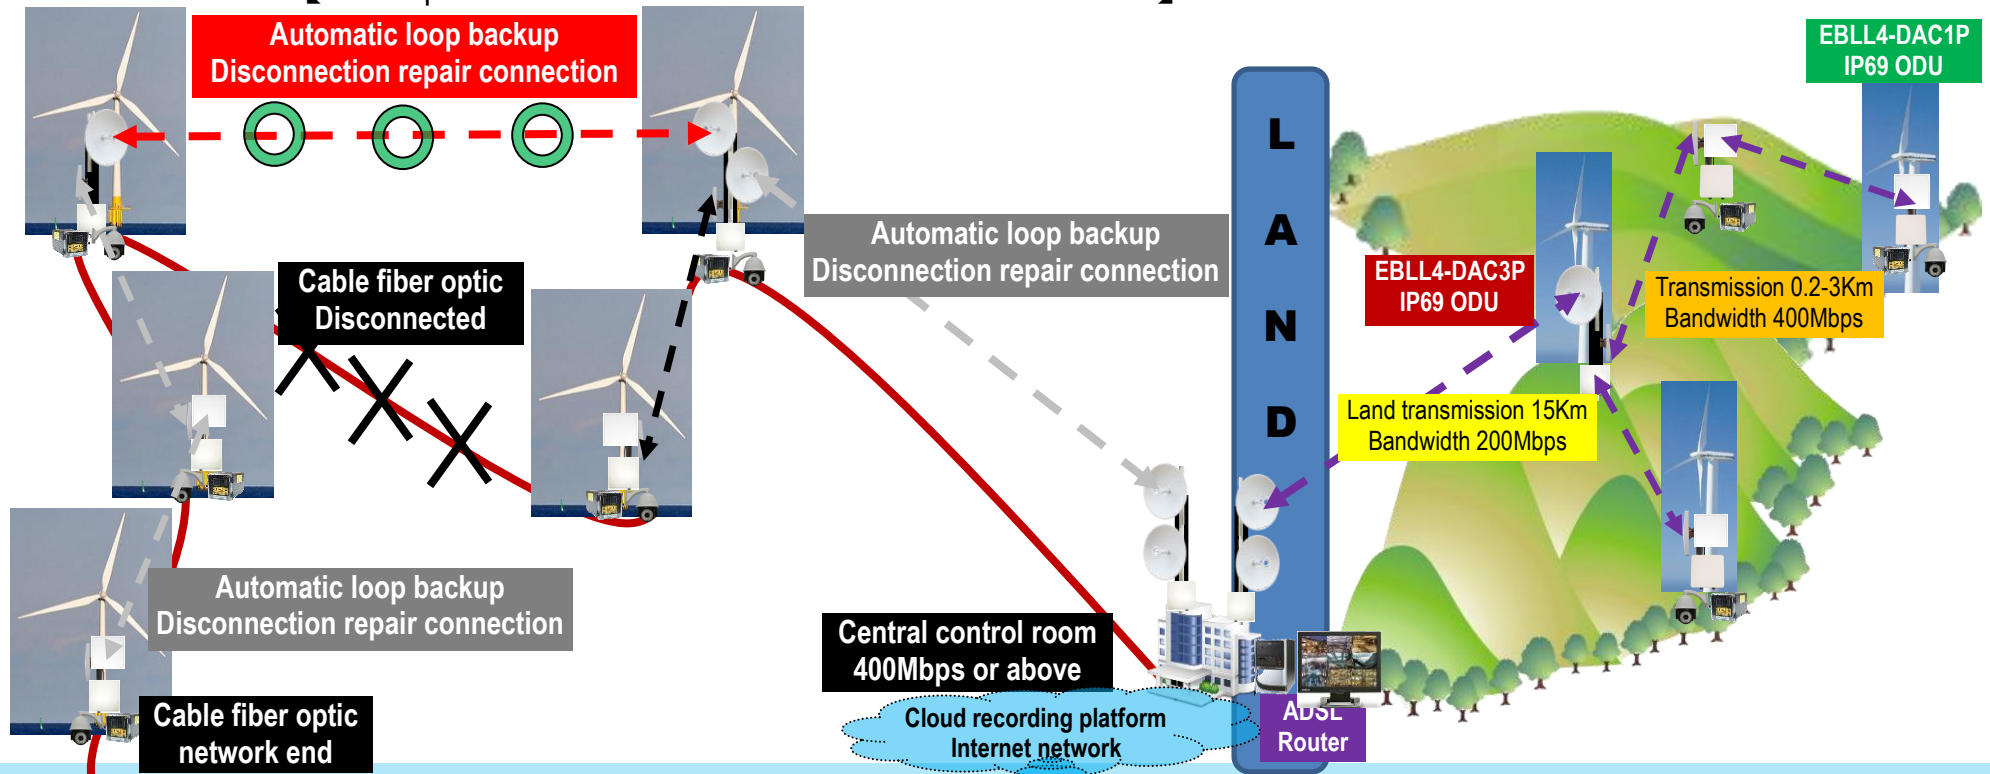 Automatic loop backup
Disconnection repair connection
EBLL4-DAC1P
IP69 ODU
L
A
N
D
Automatic loop backup
Disconnection repair connection
Cable fiber optic
Disconnected
EBLL4-DAC3P
IP69 ODU
Transmission 0.2-3Km
Bandwidth 400Mbps
Land transmission 15Km
Bandwidth 200Mbps
Automatic loop backup
Disconnection repair connection
Central control room
400Mbps or above
Cable fiber optic
network end
Cloud recording platform
Internet network
ADSL
Router